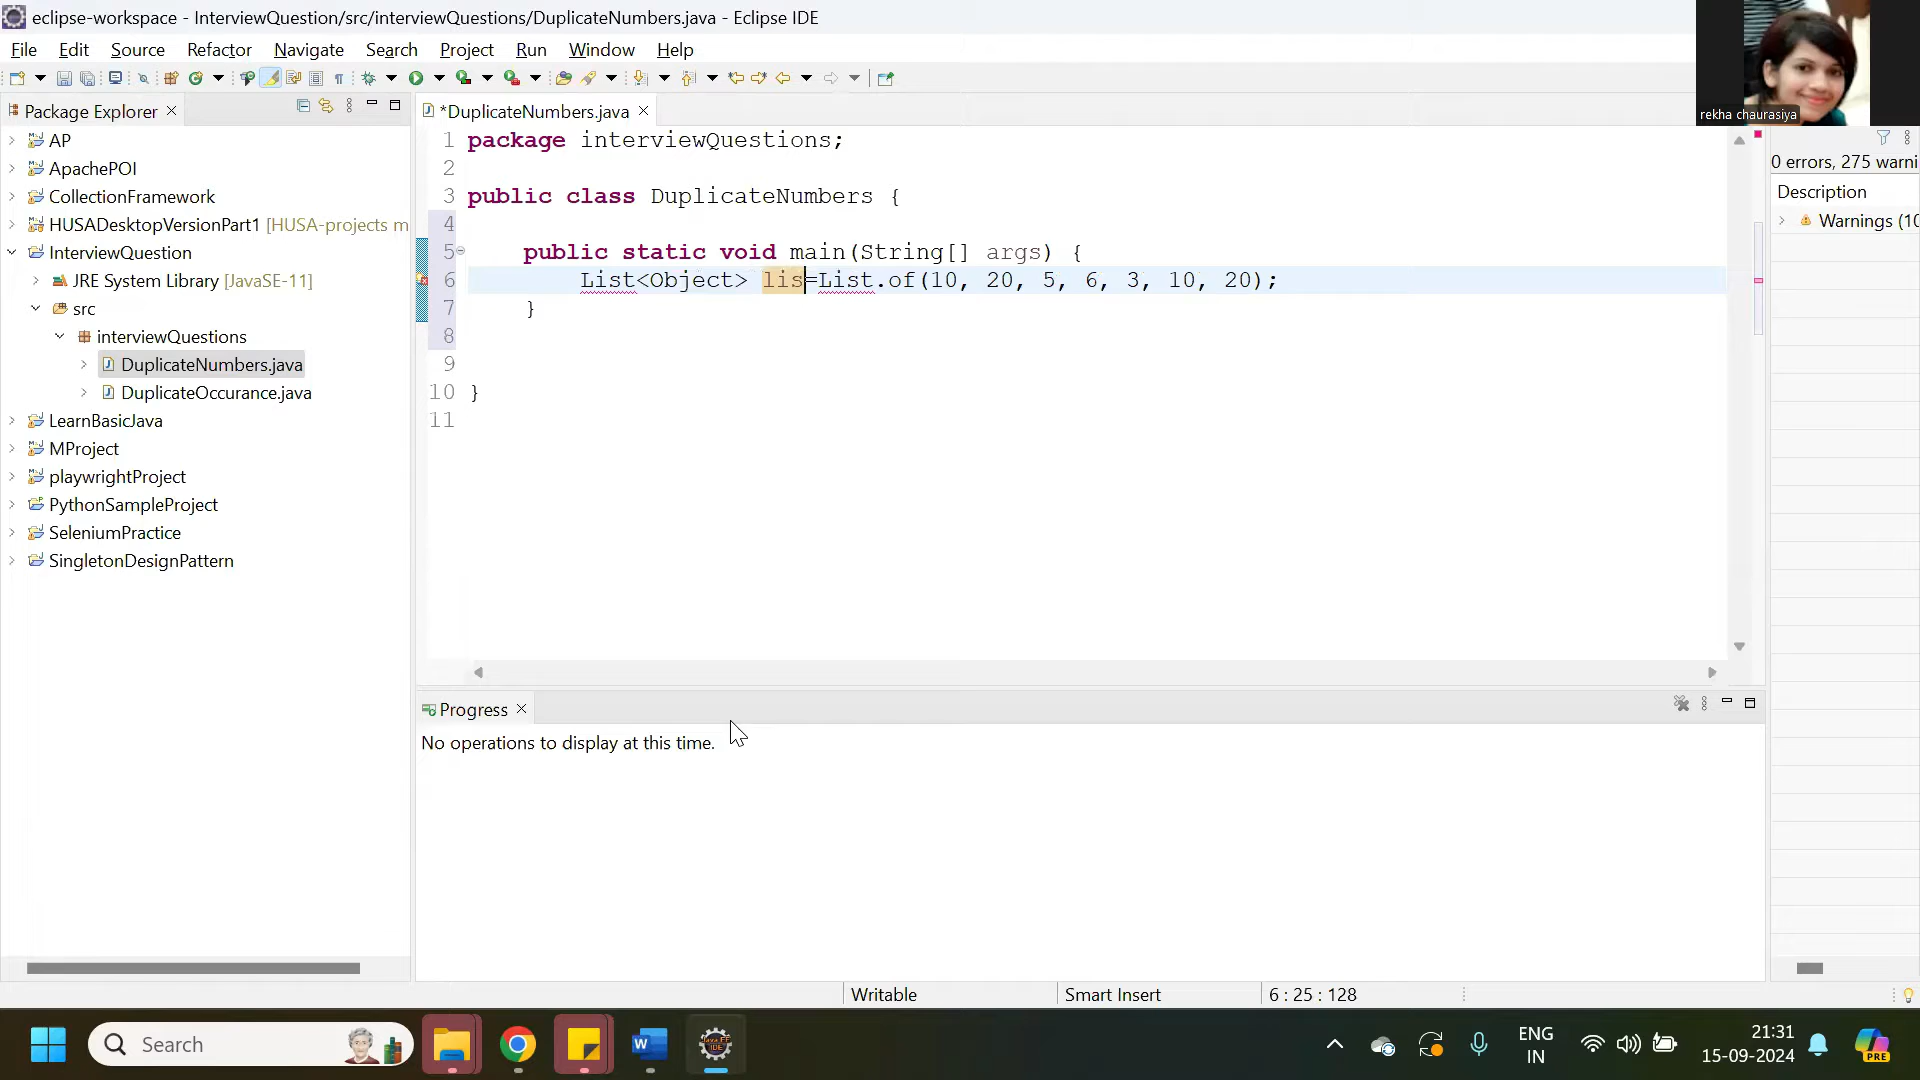 eclipse-workspace - InterviewQuestion/src/interviewQuestions/DuplicateNumbers.java - Eclipse IDE
File Edit Source Refactor Navigate Search Project Run Window Help
rekha chaurasiya
Package Explorer
*DuplicateNumbers.java
AP
ApachePOI
CollectionFramework
HUSADesktopVersionPart1 [HUSA-projects m
InterviewQuestion
JRE System Library [JavaSE-11]
src
interviewQuestions
DuplicateNumbers.java
DuplicateOccurance.java
LearnBasicJava
MProject
playwrightProject
PythonSampleProject
SeleniumPractice
SingletonDesignPattern
1 package interviewQuestions;
2
3 public class DuplicateNumbers {
4
5 public static void main(String[] args) {
6 List<Object> lis=List.of(10, 20, 5, 6, 3, 10, 20);
7 }
8
9
10 }
11
0 errors, 275 warni
Description
Warnings (10
Progress
No operations to display at this time.
Writable Smart Insert 6 : 25 : 128
Search
W
Java EE
IDE
ENG
IN
21:31
15-09-2024
PRE